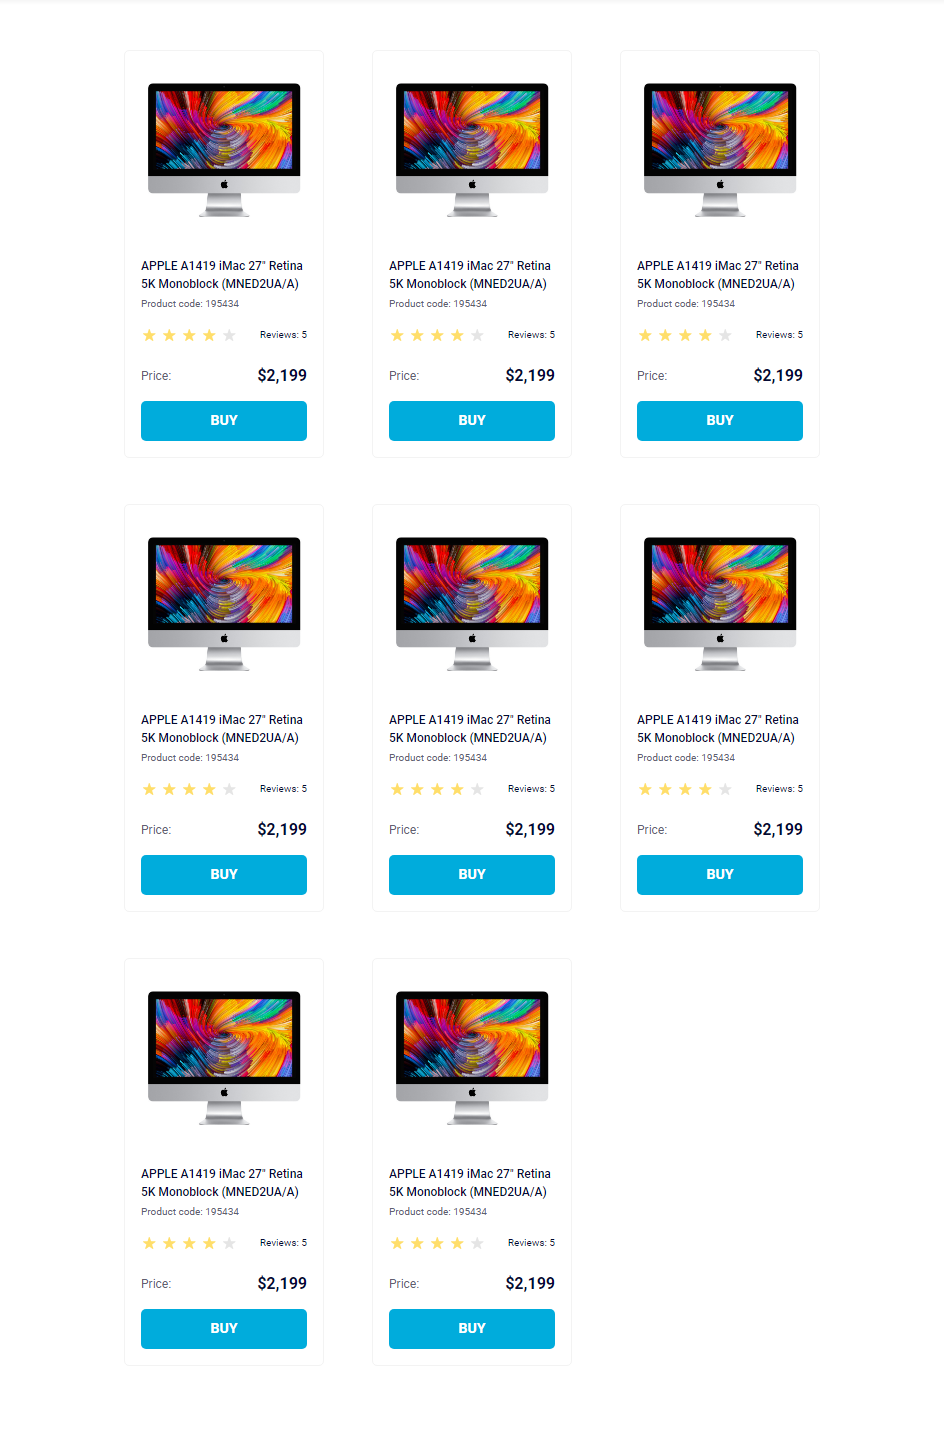 APPLE A1419 iMac 27" Retina
5K Monoblock (MNED2UA/A)
Product code: 195434
Reviews: 5
Price: $2,199
BUY
APPLE A1419 iMac 27" Retina
5K Monoblock (MNED2UA/A)
Product code: 195434
Reviews: 5
Price: $2,199
BUY
APPLE A1419 iMac 27" Retina
5K Monoblock (MNED2UA/A)
Product code: 195434
Reviews: 5
Price: $2,199
BUY
APPLE A1419 iMac 27" Retina
5K Monoblock (MNED2UA/A)
Product code: 195434
Reviews: 5
Price: $2,199
BUY
APPLE A1419 iMac 27" Retina
5K Monoblock (MNED2UA/A)
Product code: 195434
Reviews: 5
Price: $2,199
BUY
APPLE A1419 iMac 27" Retina
5K Monoblock (MNED2UA/A)
Product code: 195434
Reviews: 5
Price: $2,199
BUY
APPLE A1419 iMac 27" Retina
5K Monoblock (MNED2UA/A)
Product code: 195434
Reviews: 5
Price: $2,199
BUY
APPLE A1419 iMac 27" Retina
5K Monoblock (MNED2UA/A)
Product code: 195434
Reviews: 5
Price: $2,199
BUY